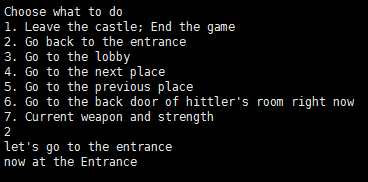 Choose what to do
1. Leave the castle; End the game
2. Go back to the entrance
3. Go to the lobby
4. Go to the next place
5. Go to the previous place
6. Go to the back door of hittler's room right now
7. Current weapon and strength
2
let's go to the entrance
now at the Entrance